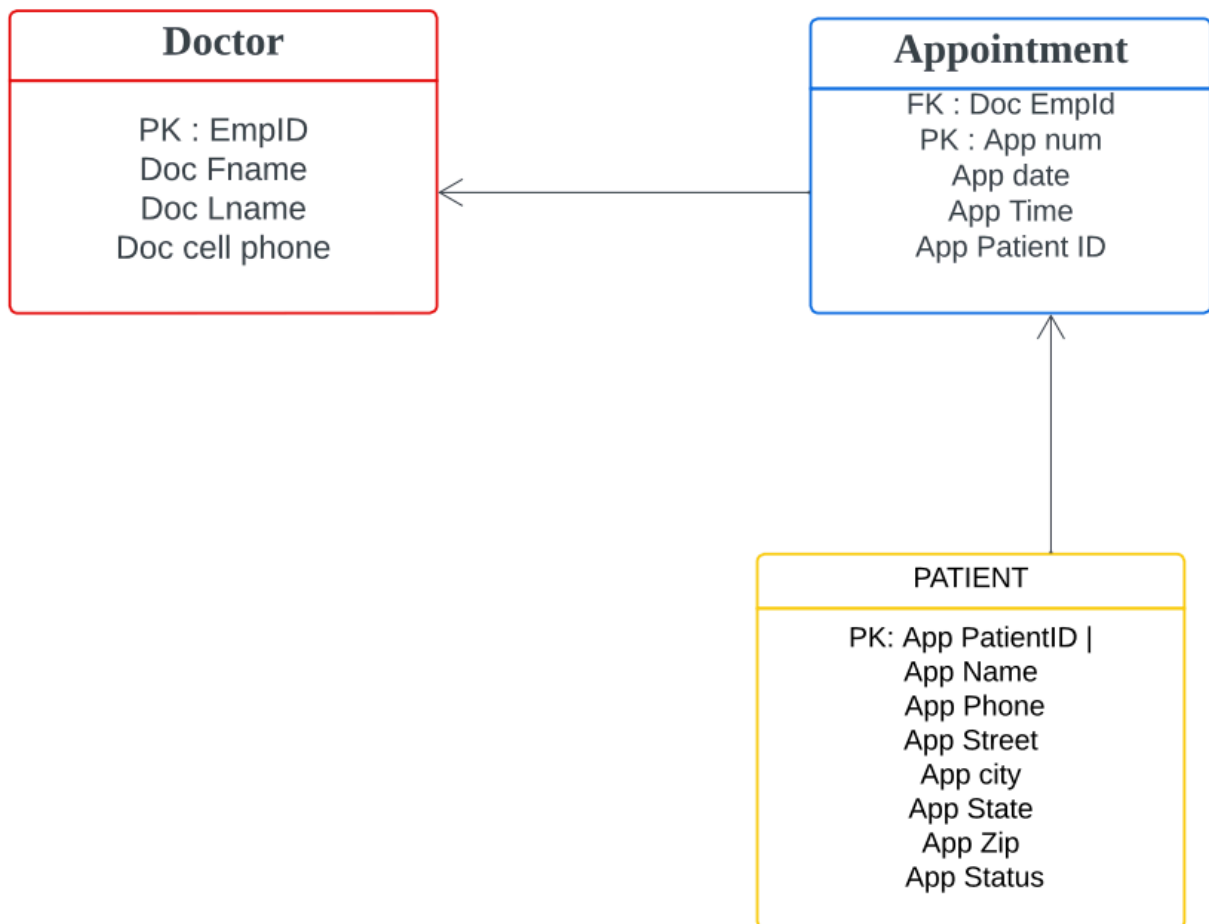 Doctor
PK : EmpID
Doc Fname
Doc Lname
Doc cell phone
Appointment
FK : Doc EmpId
PK : App num
App date
App Time
App Patient ID
PATIENT
PK: App PatientID |
App Name
App Phone
App Street
App city
App State
App Zip
App Status